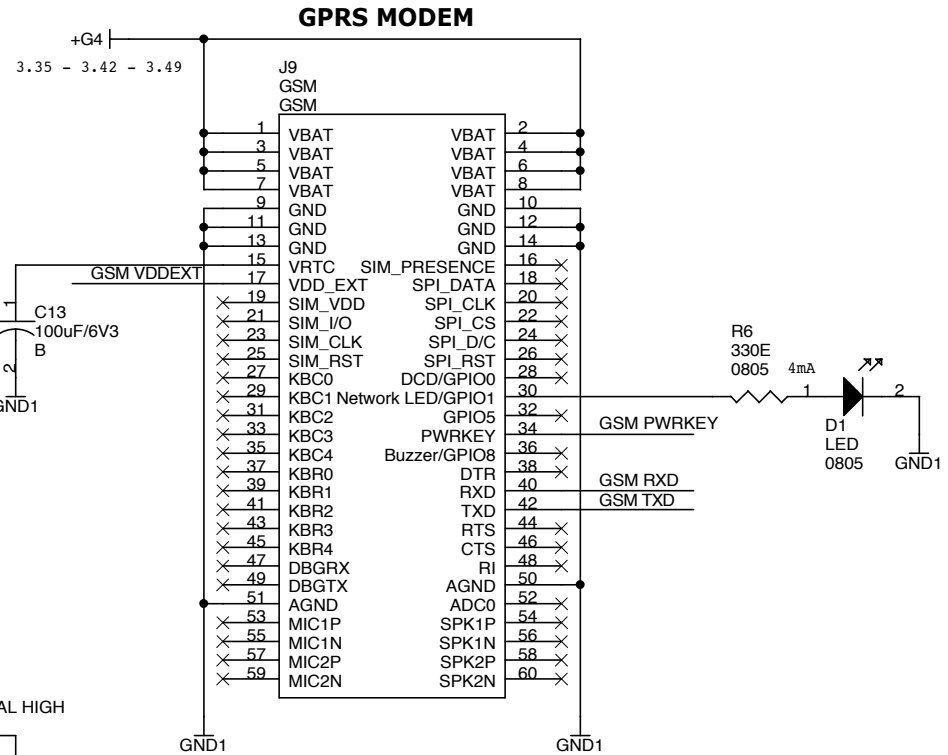 GPRS MODEM
+G4
3.35 - 3.42 - 3.49
J9
GSM
GSM
1 VBAT VBAT 2
3 VBAT VBAT 4
5 VBAT VBAT 6
7 VBAT VBAT 8
9 GND GND 10
11 GND GND 12
13 GND GND 14
15 VRTC SIM_PRESENCE 16
GSM VDDEXT 17 VDD_EXT SPI_DATA 18
19 SIM_VDD SPI_CLK 20
21 SIM_I/O SPI_CS 22
23 SIM_CLK SPI_D/C 24
25 SIM_RST SPI_RST 26
27 KBC0 DCD/GPIO0 28
29 KBC1 Network LED/GPIO1 30
31 KBC2 GPIO5 32
33 KBC3 PWRKEY 34 GSM PWRKEY
35 KBC4 Buzzer/GPIO8 36
37 KBR0 DTR 38
39 KBR1 RXD 40 GSM RXD
41 KBR2 TXD 42 GSM TXD
43 KBR3 RTS 44
45 KBR4 CTS 46
47 DBGRX RI 48
49 DBGTX AGND 50
51 AGND ADC0 52
53 MIC1P SPK1P 54
55 MIC1N SPK1N 56
57 MIC2P SPK2P 58
59 MIC2N SPK2N 60
1
C13
100uF/6V3
B
2
GND1
R6
330E
0805
4mA
1
2
D1
LED
0805
GND1
AL HIGH
GND1
GND1